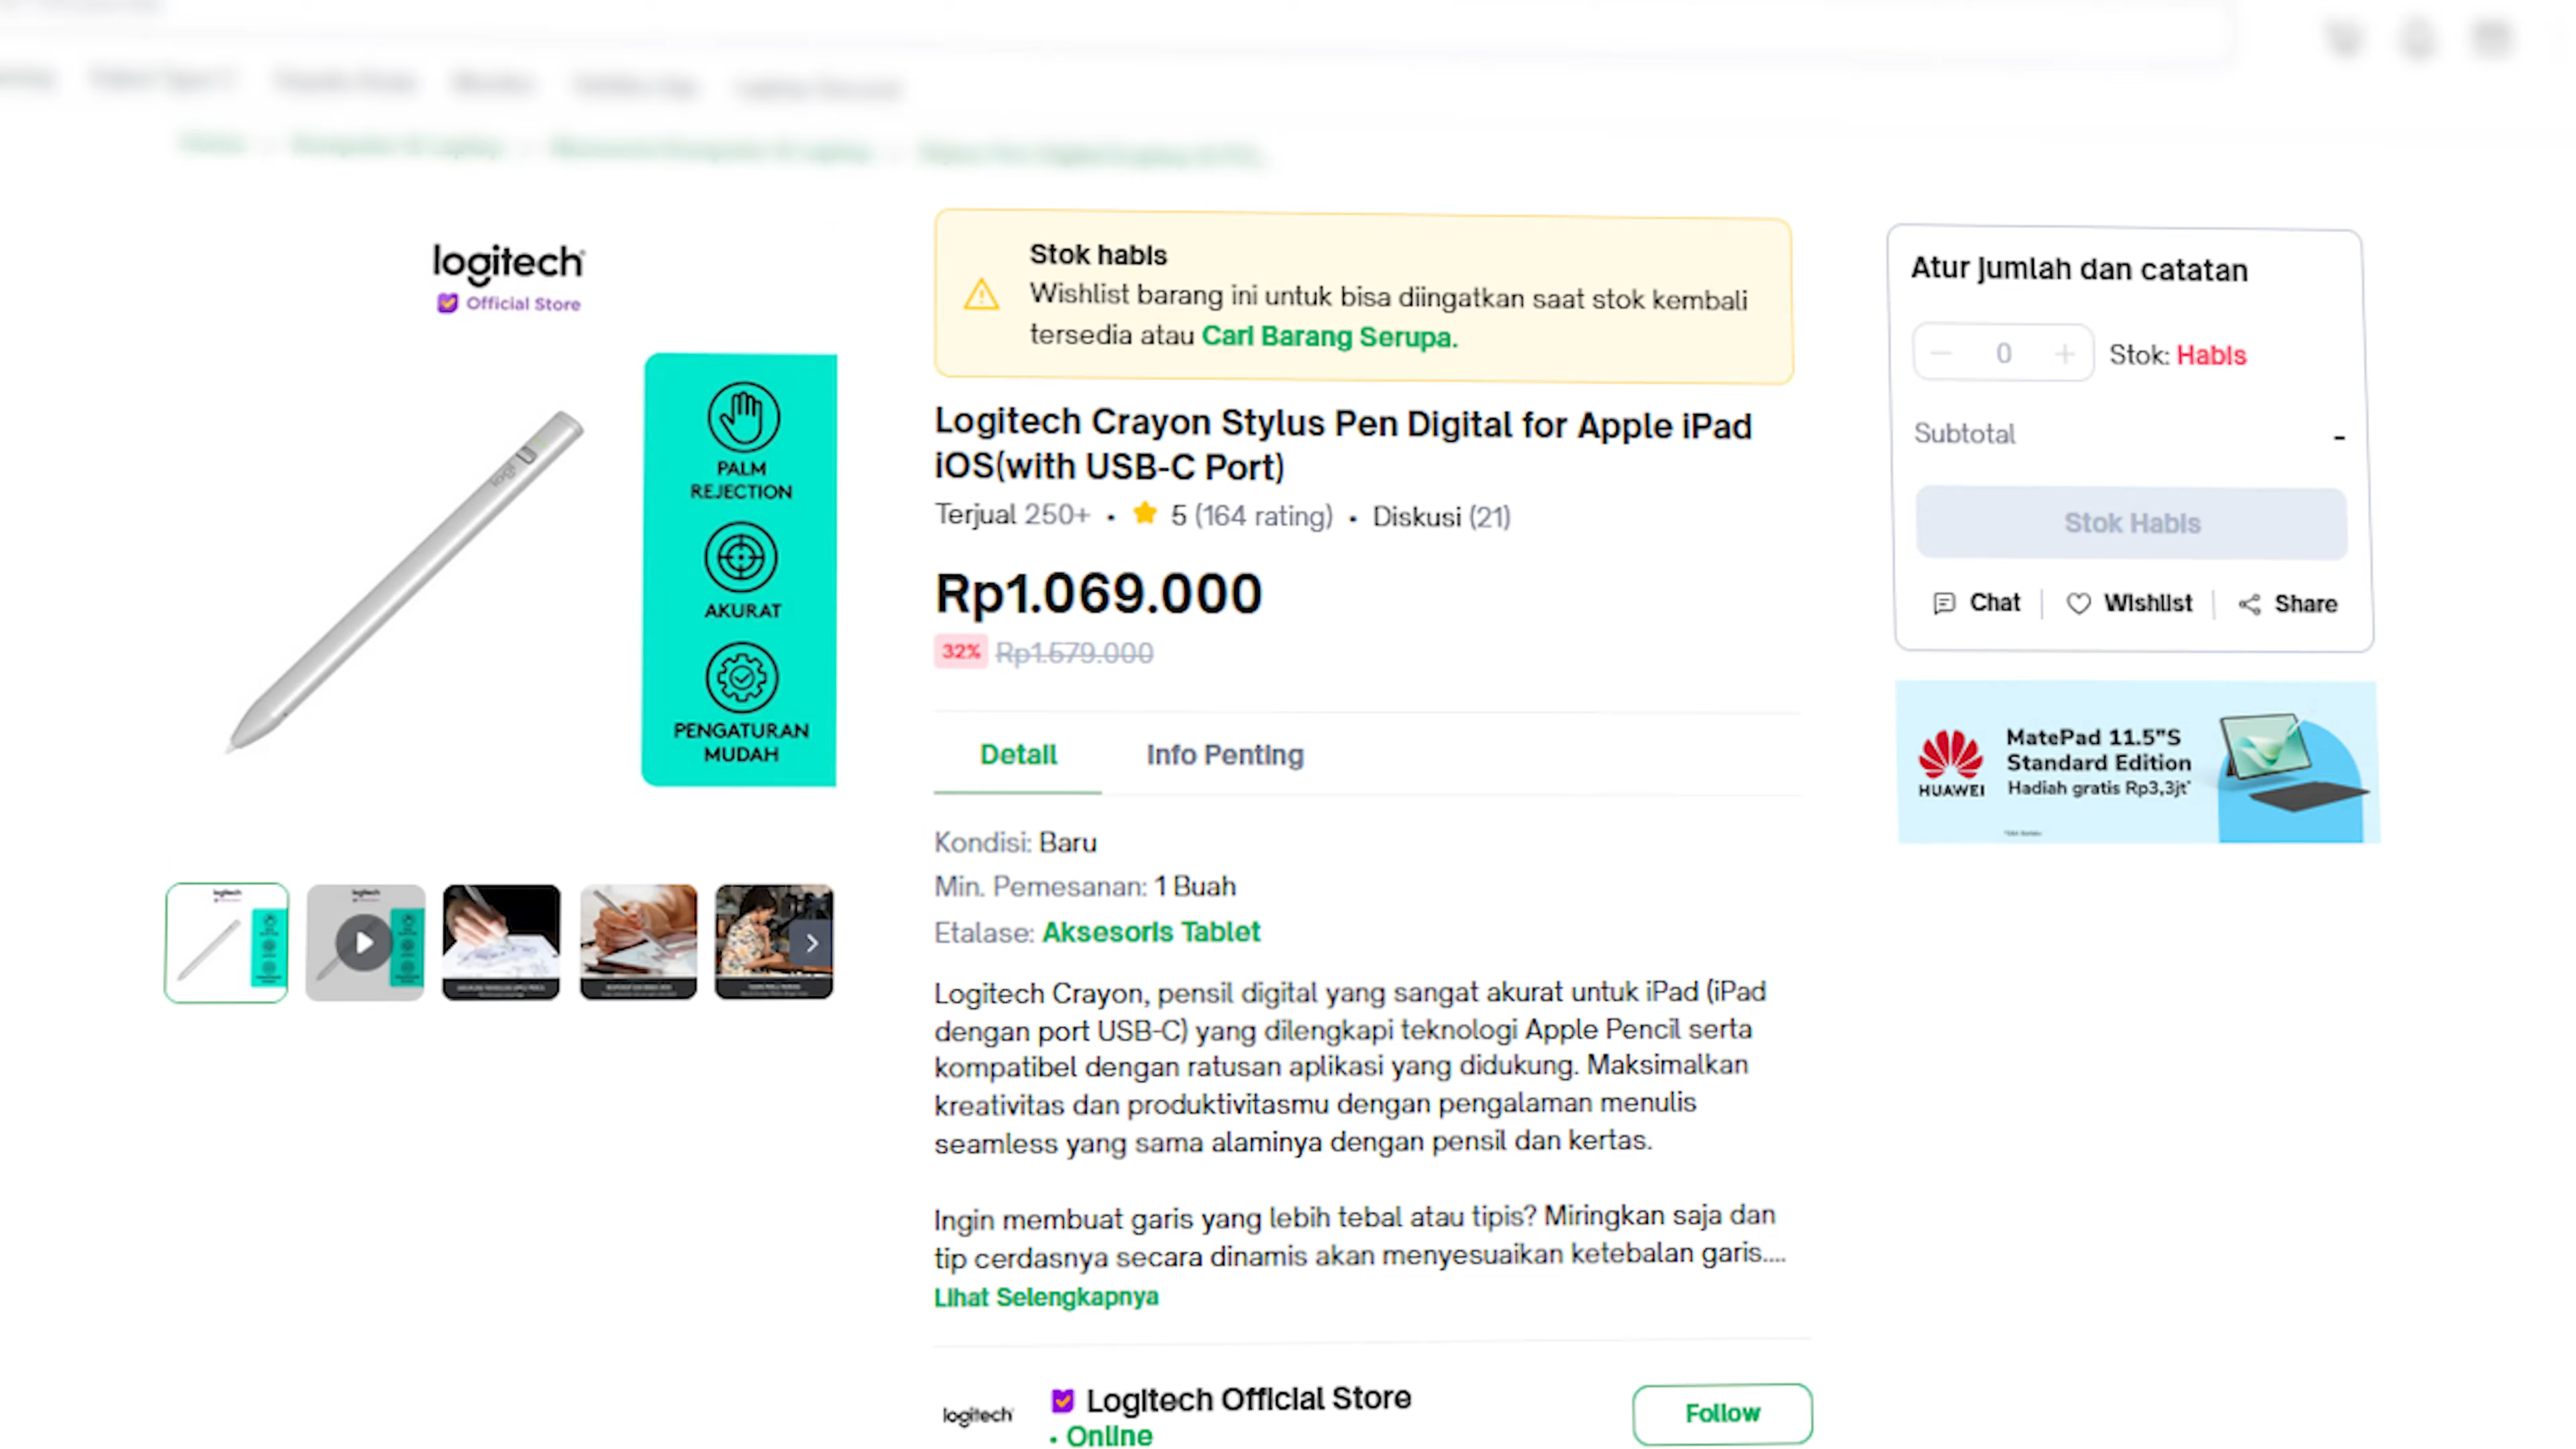 logitech
Official Store
PALM
REJECTION
AKURAT
PENGATURAN
MUDAH
Stok habis
Wishlist barang ini untuk bisa diingatkan saat stok kembali
tersedia atau Cari Barang Serupa.
Logitech Crayon Stylus Pen Digital for Apple iPad
iOS(with USB-C Port)
Terjual 250+ • 5 (164 rating) • Diskusi (21)
Rp1.069.000
32% Rp1.579.000
Detail Info Penting
Kondisi: Baru
Min. Pemesanan: 1 Buah
Etalase: Aksesoris Tablet
Logitech Crayon, pensil digital yang sangat akurat untuk iPad (iPad
dengan port USB-C) yang dilengkapi teknologi Apple Pencil serta
kompatibel dengan ratusan aplikasi yang didukung. Maksimalkan
kreativitas dan produktivitasmu dengan pengalaman menulis
seamless yang sama alaminya dengan pensil dan kertas.
Ingin membuat garis yang lebih tebal atau tipis? Miringkan saja dan
tip cerdasnya secara dinamis akan menyesuaikan ketebalan garis....
Lihat Selengkapnya
logitech
Logitech Official Store
• Online
Follow
Atur jumlah dan catatan
0 Stok: Habis
Subtotal -
Stok Habis
Chat Wishlist Share
HUAWEI
MatePad 11.5"S
Standard Edition
Hadiah gratis Rp3,3jt*